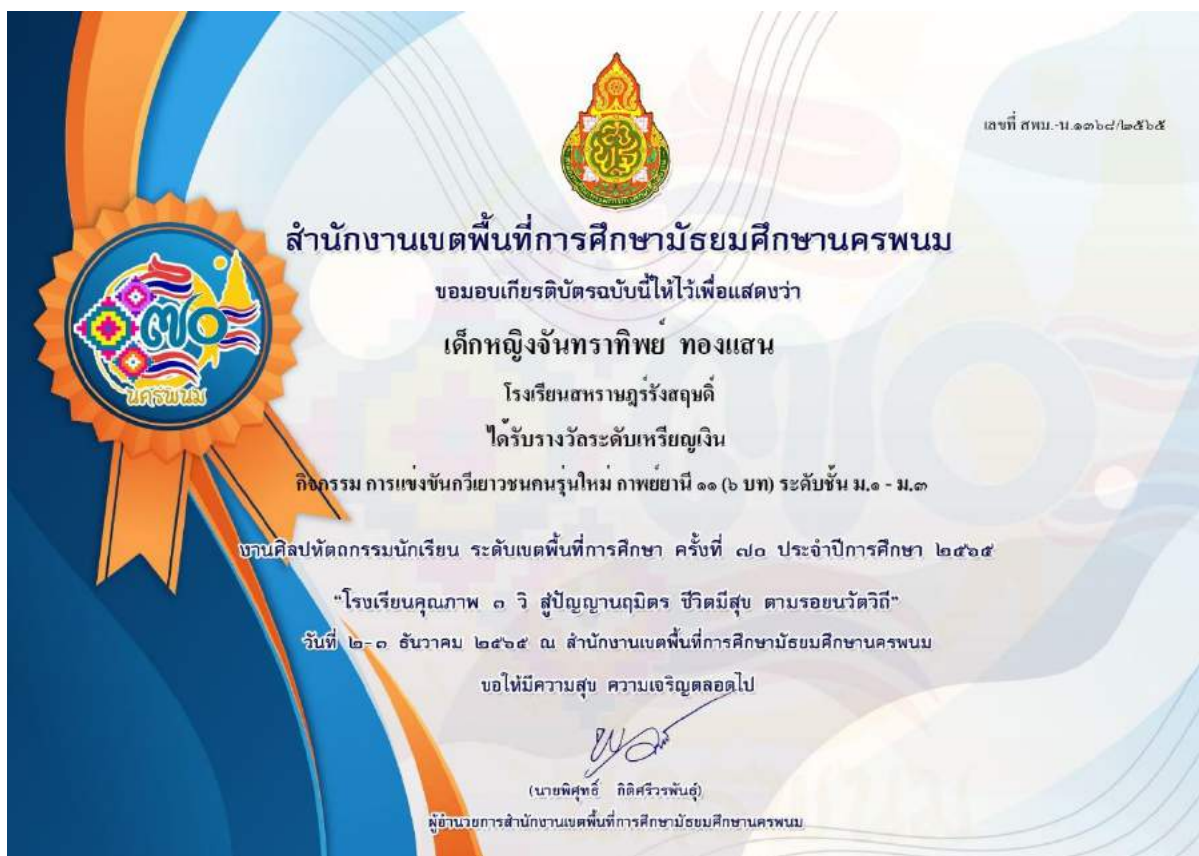 เลขที่ สพม.-น.๑๓๖๘/๒๕๖๕
สำนักงานเขตพื้นที่การศึกษามัธยมศึกษานครพนม
ขอมอบเกียรติบัตรฉบับนี้ให้ไว้เพื่อแสดงว่า
เด็กหญิงจันทราทิพย์ ทองแสน
โรงเรียนสหราษฎร์รังสฤษดิ์
ได้รับรางวัลระดับเหรียญเงิน
กิจกรรม การแข่งขันกวีเยาวชนคนรุ่นใหม่ กาพย์ยานี ๑๑ (๖ บท) ระดับชั้น ม.๑ - ม.๓
งานศิลปหัตถกรรมนักเรียน ระดับเขตพื้นที่การศึกษา ครั้งที่ ๗๐ ประจำปีการศึกษา ๒๕๖๕
"โรงเรียนคุณภาพ ๓ วิ สู่ปัญญานฤมิตร ชีวิตมีสุข ตามรอยนวัตวิถี"
วันที่ ๒-๓ ธันวาคม ๒๕๖๕ ณ สำนักงานเขตพื้นที่การศึกษามัธยมศึกษานครพนม
ขอให้มีความสุข ความเจริญตลอดไป
(นายพิศุทธิ์ กิติศรีวรพันธุ์)
ผู้อำนวยการสำนักงานเขตพื้นที่การศึกษามัธยมศึกษานครพนม
๗๐
นครพนม